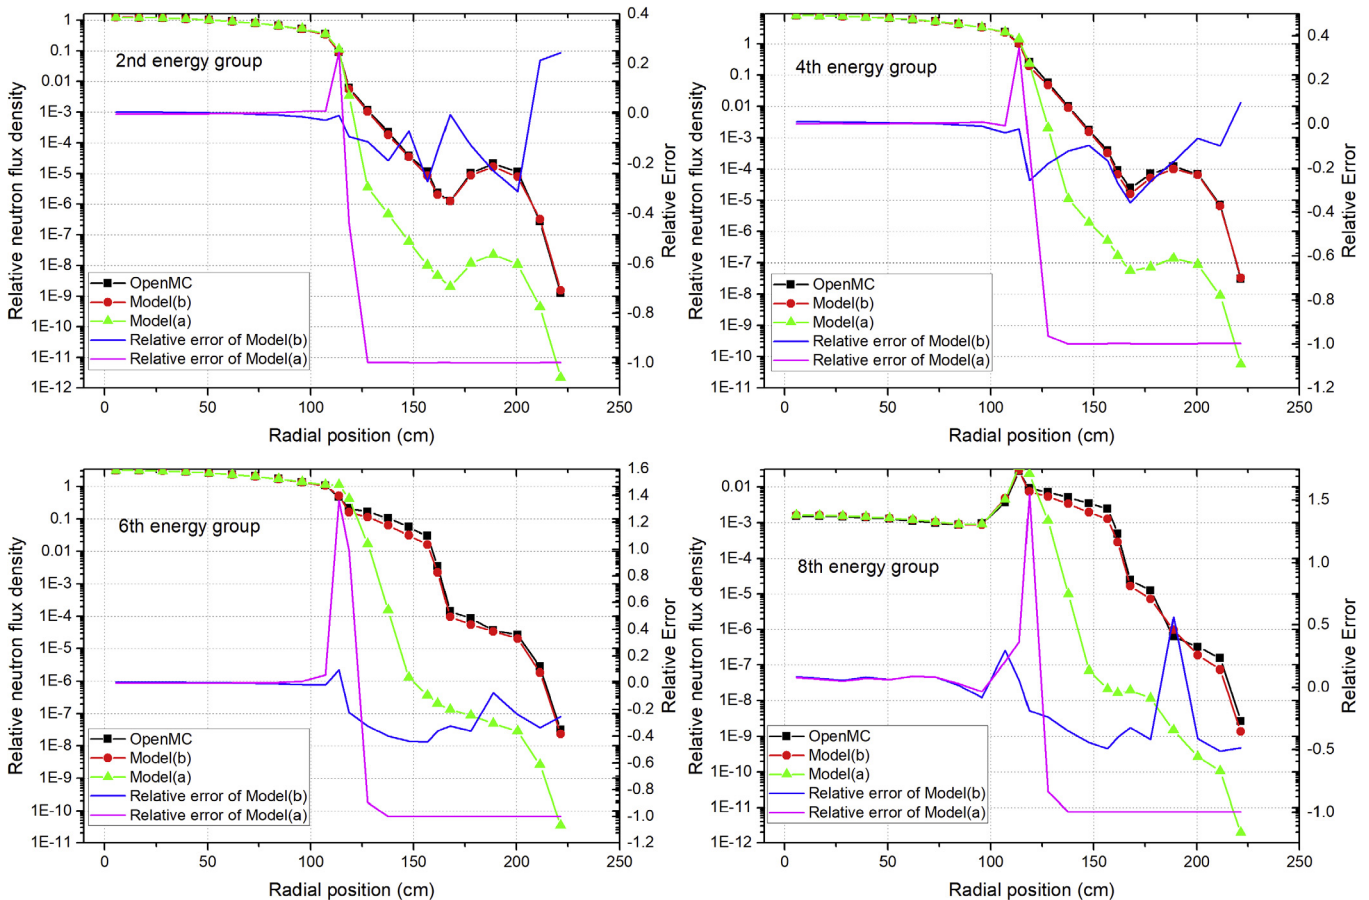 2nd energy group
Relative neutron flux density
1
0.1
0.01
1E-3
1E-4
1E-5
1E-6
1E-7
1E-8
1E-9
1E-10
1E-11
1E-12
OpenMC
Model(b)
Model(a)
Relative error of Model(b)
Relative error of Model(a)
0.4
0.2
0.0
-0.2
-0.4
-0.6
-0.8
-1.0
Relative Error
0 50 100 150 200 250
Radial position (cm)
4th energy group
Relative neutron flux density
1
0.1
0.01
1E-3
1E-4
1E-5
1E-6
1E-7
1E-8
1E-9
1E-10
1E-11
OpenMC
Model(b)
Model(a)
Relative error of Model(b)
Relative error of Model(a)
0.4
0.2
0.0
-0.2
-0.4
-0.6
-0.8
-1.0
-1.2
Relative Error
0 50 100 150 200 250
Radial position (cm)
6th energy group
Relative neutron flux density
1
0.1
0.01
1E-3
1E-4
1E-5
1E-6
1E-7
1E-8
1E-9
1E-10
1E-11
OpenMC
Model(b)
Model(a)
Relative error of Model(b)
Relative error of Model(a)
1.6
1.4
1.2
1.0
0.8
0.6
0.4
0.2
0.0
-0.2
-0.4
-0.6
-0.8
-1.0
-1.2
Relative Error
0 50 100 150 200 250
Radial position (cm)
8th energy group
Relative neutron flux density
0.01
1E-3
1E-4
1E-5
1E-6
1E-7
1E-8
1E-9
1E-10
1E-11
1E-12
OpenMC
Model(b)
Model(a)
Relative error of Model(b)
Relative error of Model(a)
1.5
1.0
0.5
0.0
-0.5
-1.0
Relative Error
0 50 100 150 200 250
Radial position (cm)